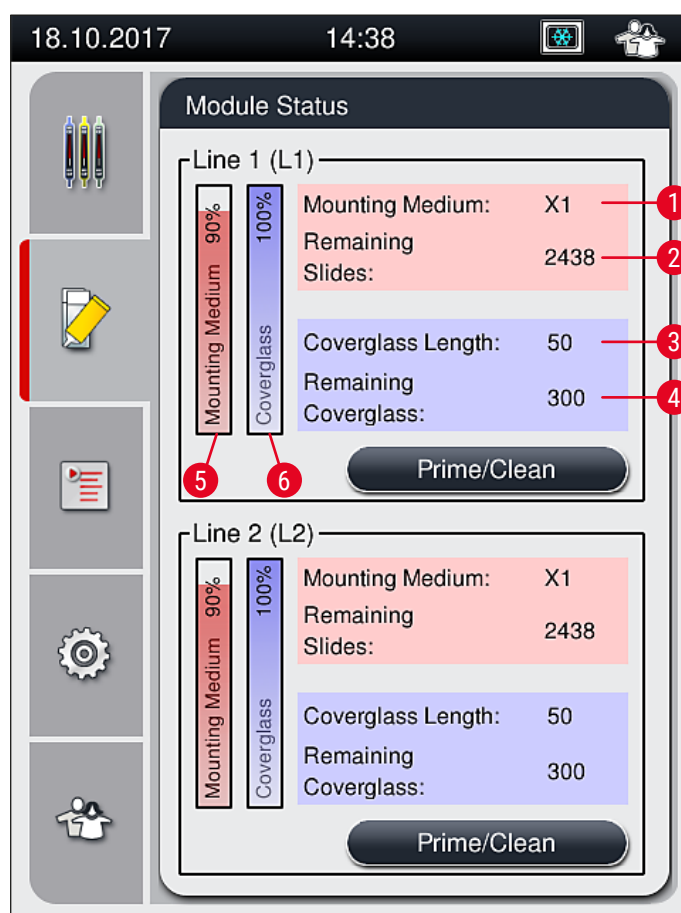 18.10.2017 14:38
Module Status
Line 1 (L1)
Mounting Medium 90%
Coverglass 100%
Mounting Medium: X1 1
Remaining
Slides: 2438 2
Coverglass Length: 50 3
Remaining
Coverglass: 300 4
5 6
Prime/Clean
Line 2 (L2)
Mounting Medium 90%
Coverglass 100%
Mounting Medium: X1
Remaining
Slides: 2438
Coverglass Length: 50
Remaining
Coverglass: 300
Prime/Clean